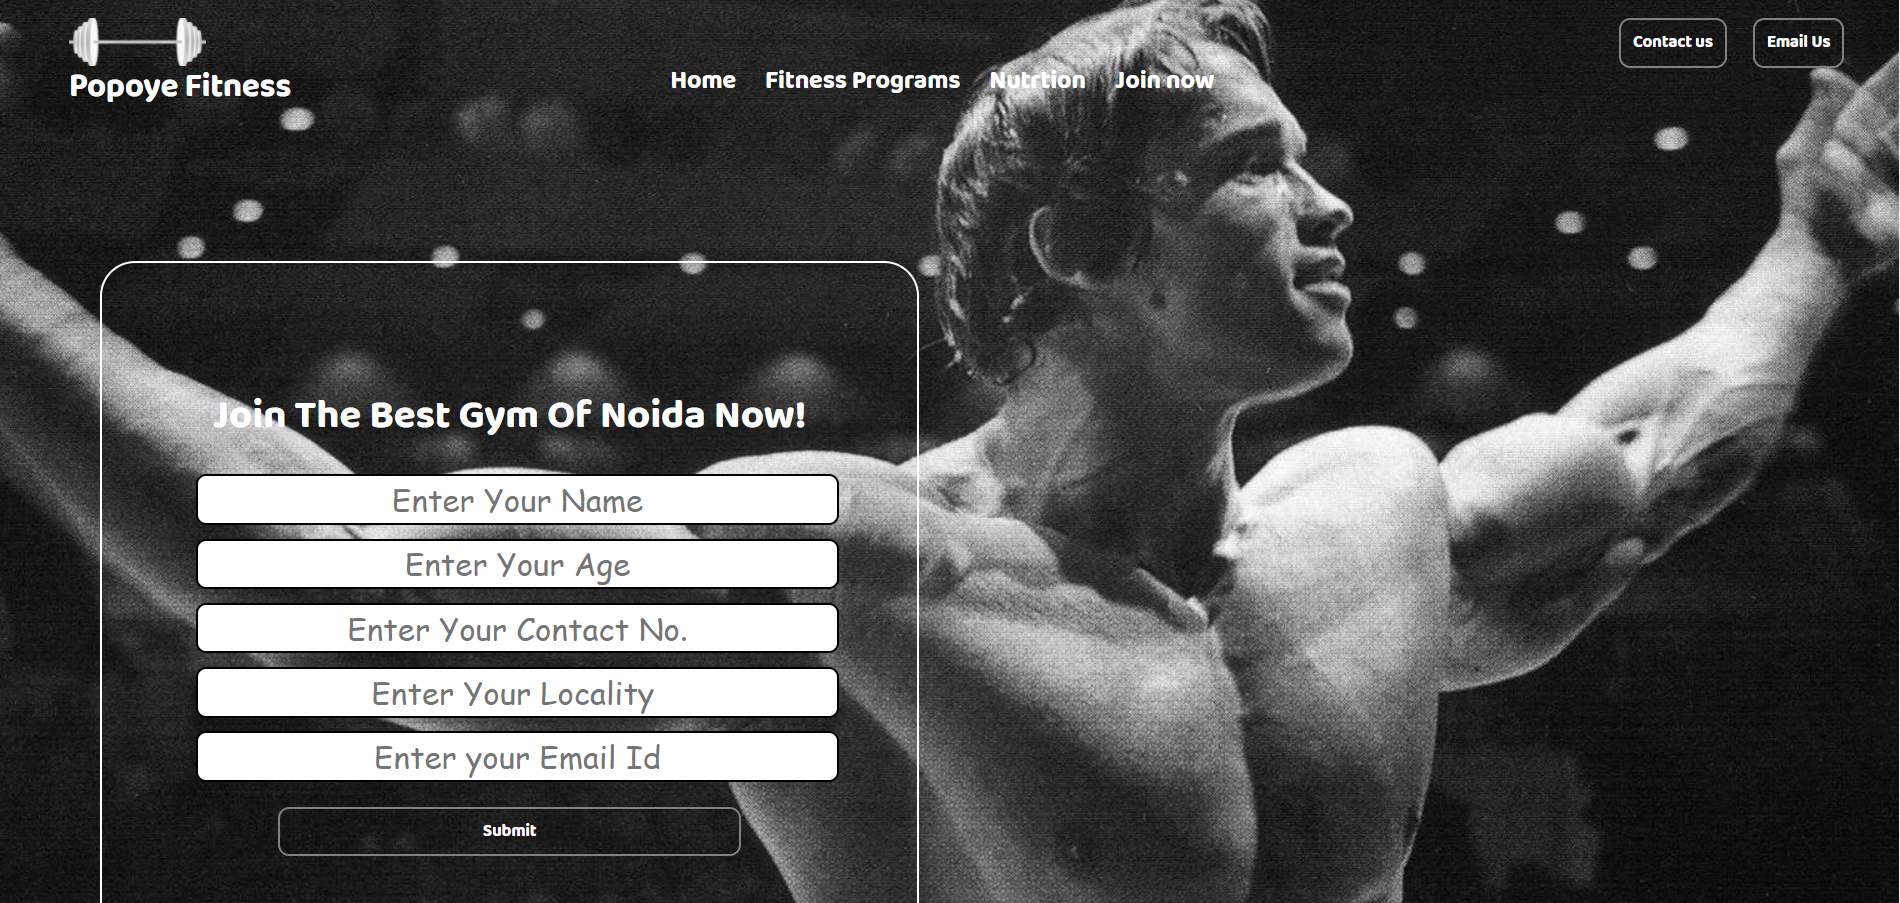 Popoye Fitness
Home Fitness Programs Nutrtion Join now
Contact us Email Us
Join The Best Gym Of Noida Now!
Enter Your Name
Enter Your Age
Enter Your Contact No.
Enter Your Locality
Enter your Email Id
Submit